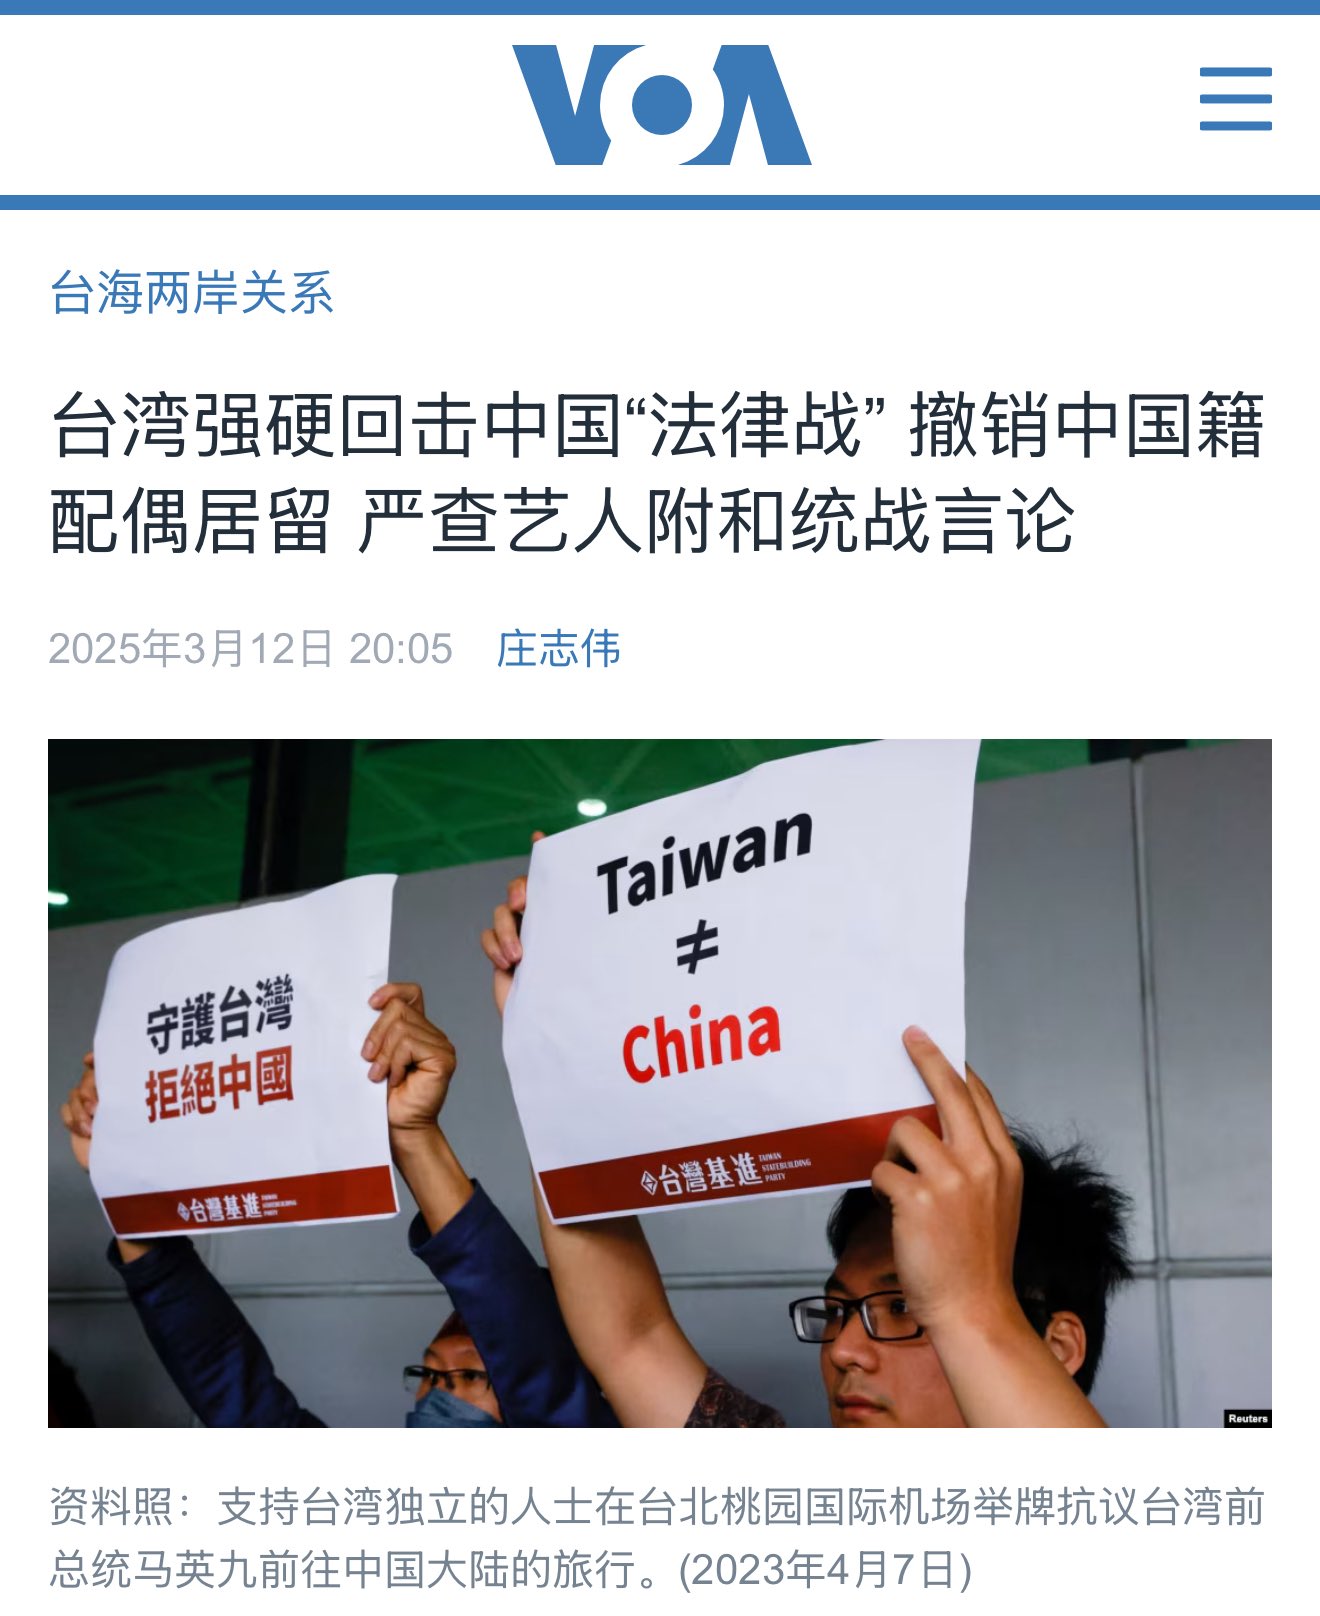 VOA
台海两岸关系
台湾强硬回击中国“法律战” 撤销中国籍
配偶居留 严查艺人附和统战言论
2025年3月12日 20:05 庄志伟
守護台灣
拒絕中國
台灣基進
TAIWAN
STATEBUILDING
PARTY
Taiwan
≠
China
台灣基進
TAIWAN
STATEBUILDING
PARTY
Reuters
资料照：支持台湾独立的人士在台北桃园国际机场举牌抗议台湾前
总统马英九前往中国大陆的旅行。(2023年4月7日)